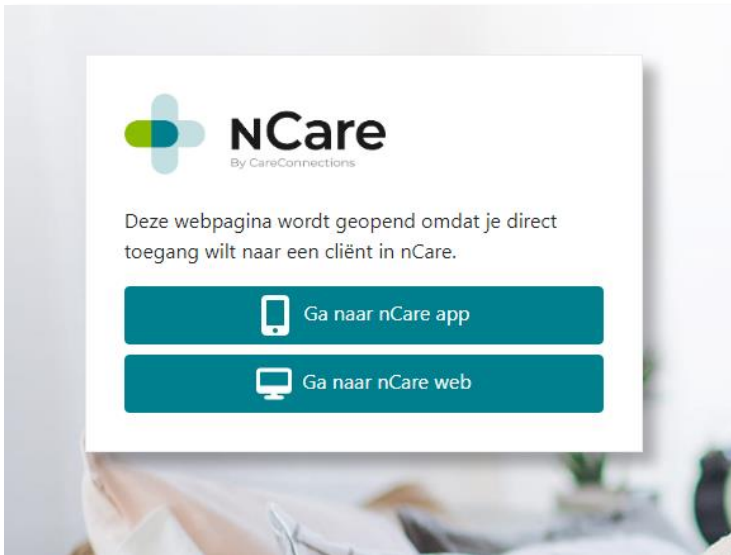 NCare
By CareConnections
Deze webpagina wordt geopend omdat je direct
toegang wilt naar een cliënt in nCare.
Ga naar nCare app
Ga naar nCare web